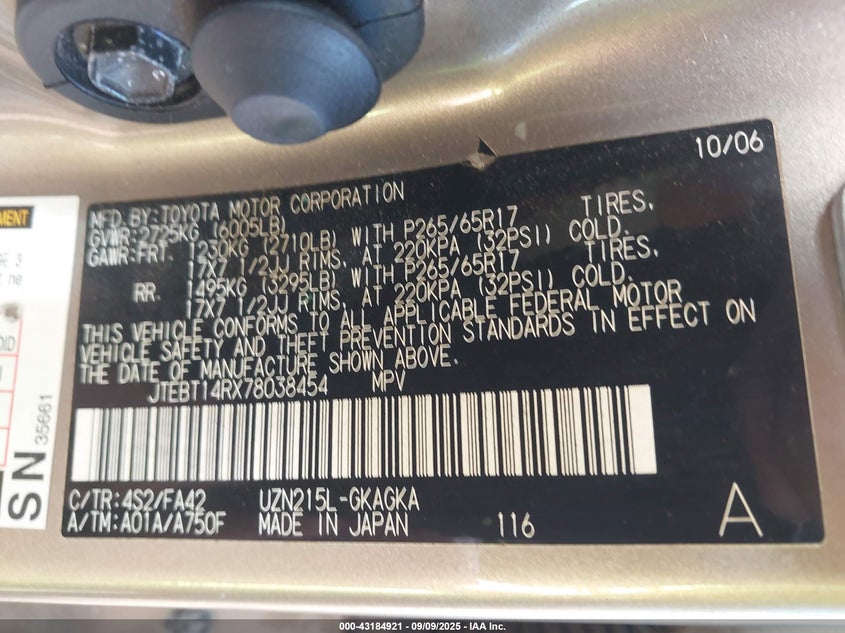 10/06
MFD. BY: TOYOTA MOTOR CORPORATION
GVWR: 2725KG (6005LB)
GAWR: FRT. 1230KG (2710LB) WITH P265/65R17 TIRES,
17X7 1/2JJ RIMS, AT 220KPA (32PSI) COLD.
RR. 1495KG (3295LB) WITH P265/65R17 TIRES,
17X7 1/2JJ RIMS, AT 220KPA (32PSI) COLD.
THIS VEHICLE CONFORMS TO ALL APPLICABLE FEDERAL MOTOR
VEHICLE SAFETY AND THEFT PREVENTION STANDARDS IN EFFECT ON
THE DATE OF MANUFACTURE SHOWN ABOVE.
JTEBT14RX78038454 MPV
C/TR: 4S2/FA42 UZN215L-GKAGKA
A/TM: A01A/A750F MADE IN JAPAN 116 A
SN 35661
000-43184921 - 09/09/2025 - IAA Inc.